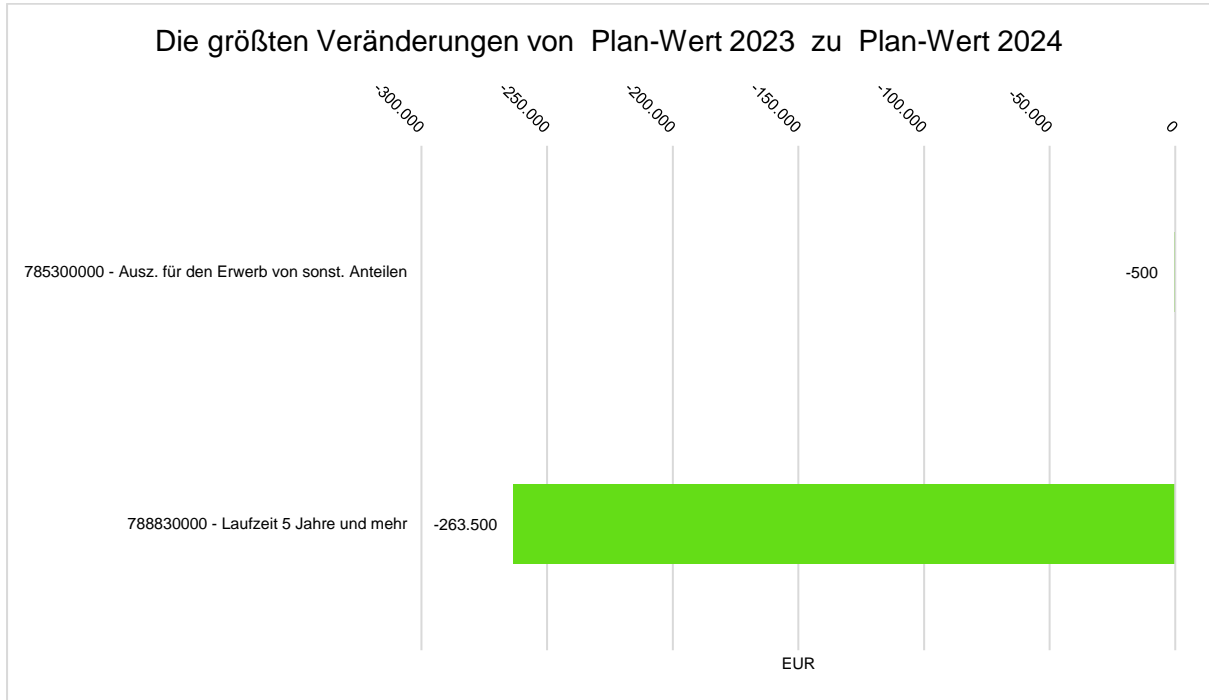 Die größten Veränderungen von  Plan-Wert 2023  zu  Plan-Wert 2024
-300.000
-250.000
-200.000
-150.000
-100.000
-50.000
0
785300000 - Ausz. für den Erwerb von sonst. Anteilen
-500
788830000 - Laufzeit 5 Jahre und mehr
-263.500
EUR